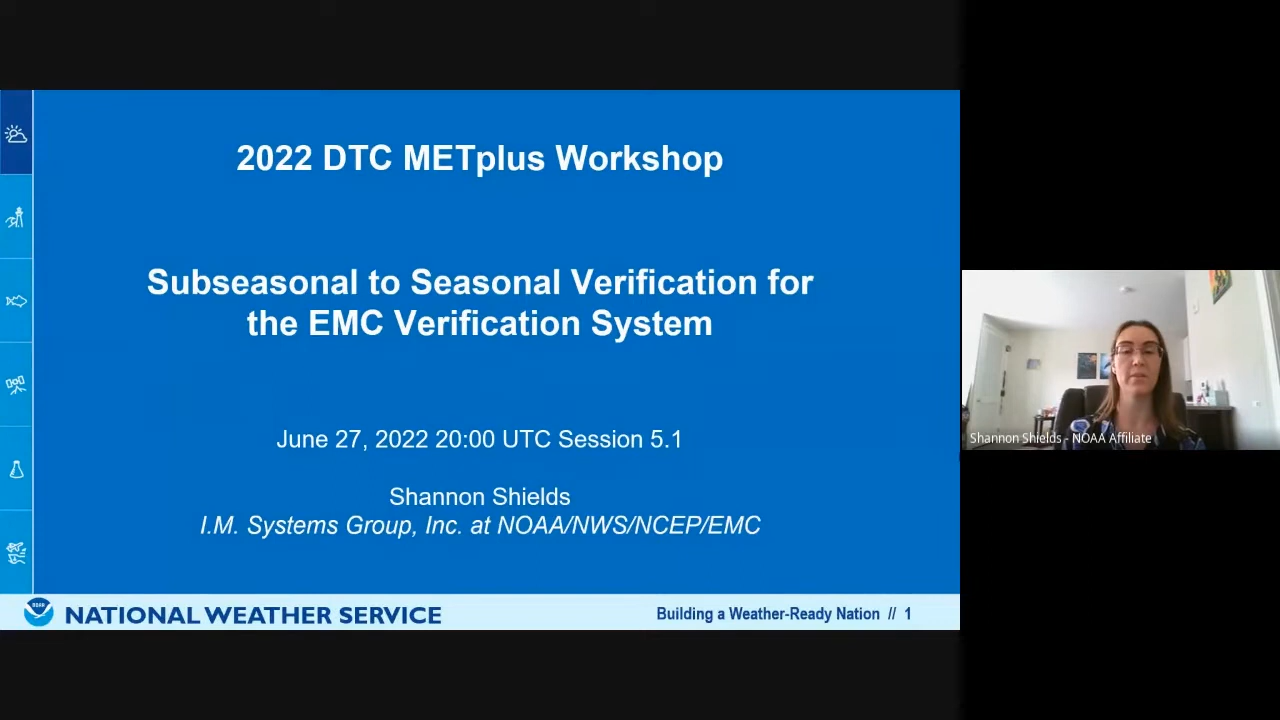 2022 DTC METplus Workshop
Subseasonal to Seasonal Verification for
the EMC Verification System
June 27, 2022 20:00 UTC Session 5.1
Shannon Shields
I.M. Systems Group, Inc. at NOAA/NWS/NCEP/EMC
NATIONAL WEATHER SERVICE
Building a Weather-Ready Nation // 1
Shannon Shields - NOAA Affiliate